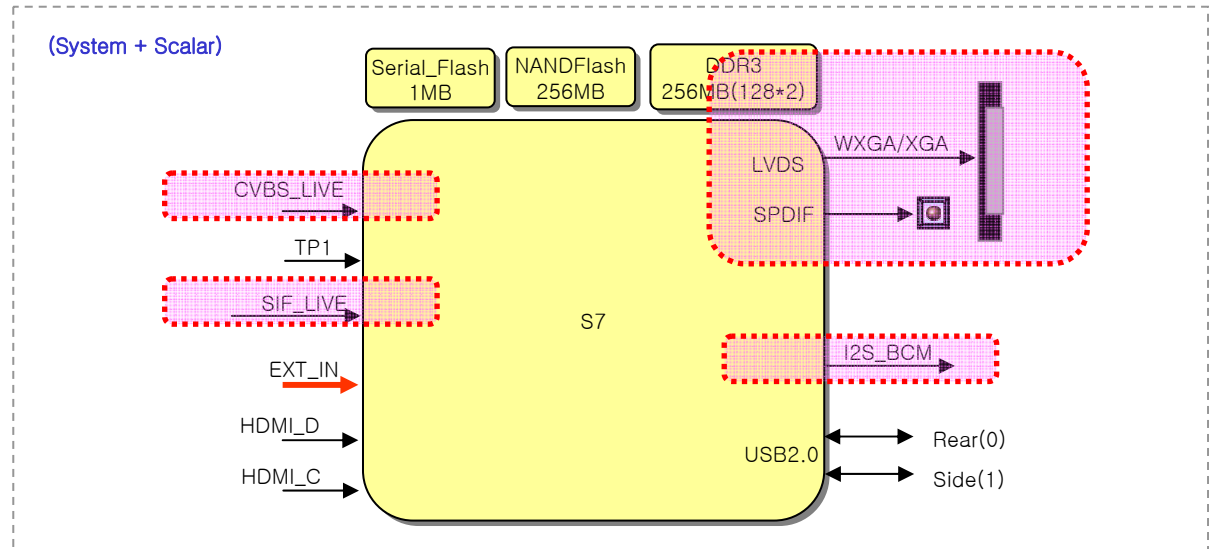 (System + Scalar)
Serial_Flash
1MB
NANDFlash
256MB
DDR3
256MB(128*2)
CVBS_LIVE
TP1
SIF_LIVE
EXT_IN
HDMI_D
HDMI_C
S7
LVDS
WXGA/XGA
SPDIF
I2S_BCM
USB2.0
Rear(0)
Side(1)